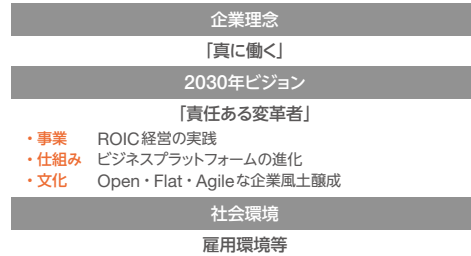 企業理念
「真に働く」
2030年ビジョン
「責任ある変革者」
・事業 ROIC経営の実践
・仕組み ビジネスプラットフォームの進化
・文化 Open・Flat・Agileな企業風土醸成
社会環境
雇用環境等